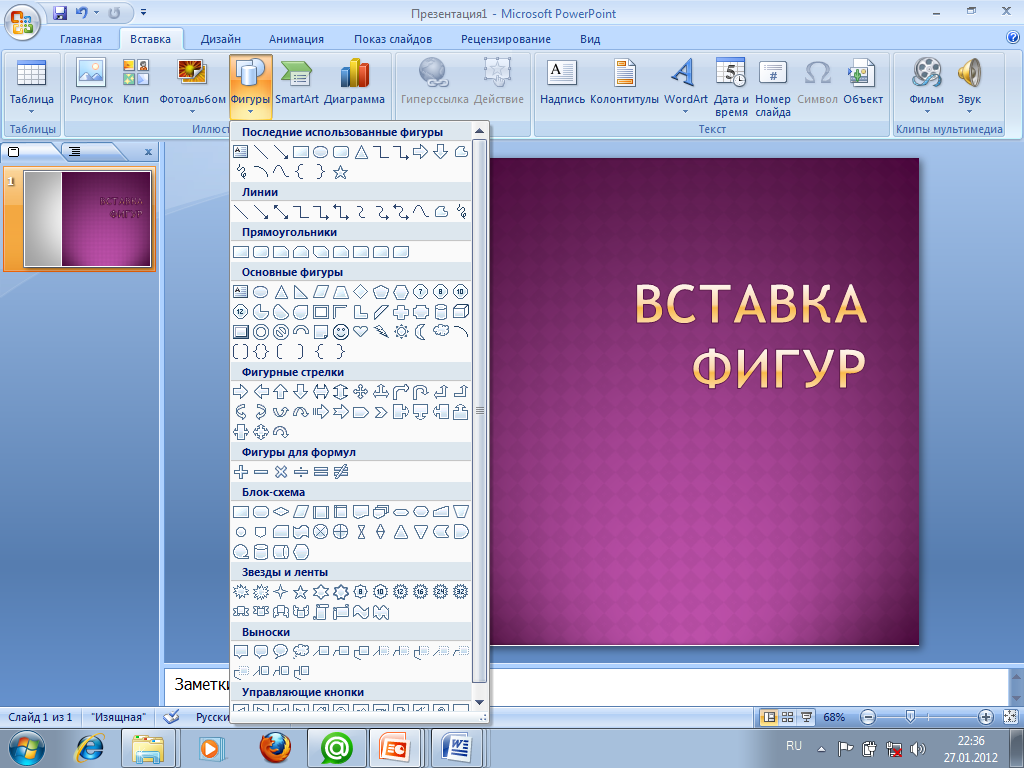 Презентация1 - Microsoft PowerPoint
Главная Вставка Дизайн Анимация Показ слайдов Рецензирование Вид
Таблица Рисунок Клип Фотоальбом Фигуры SmartArt Диаграмма Гиперссылка Действие Надпись Колонтитулы WordArt Дата и время Номер слайда Символ Объект Фильм Звук
Таблицы Иллюст Текст Клипы мультимедиа
Последние использованные фигуры
Линии
Прямоугольники
Основные фигуры
Фигурные стрелки
Фигуры для формул
Блок-схема
Звезды и ленты
Выноски
Управляющие кнопки
1
ВСТАВКА
ФИГУР
Заметки
Слайд 1 из 1 "Изящная" Русски 68%
RU 22:36
27.01.2012